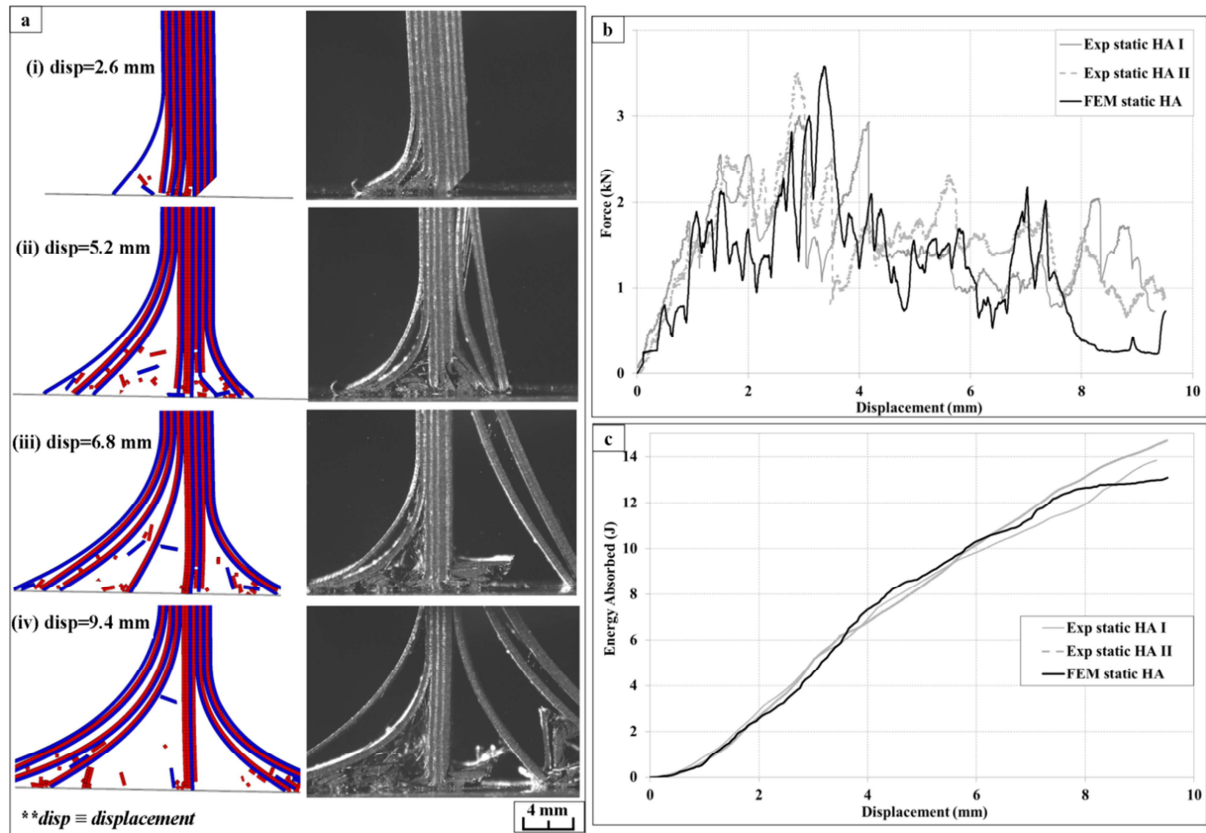 a
(i) disp=2.6 mm
(ii) disp=5.2 mm
(iii) disp=6.8 mm
(iv) disp=9.4 mm
**disp ≡ displacement
4 mm
b
Exp static HA I
Exp static HA II
FEM static HA
Force (kN)
3
2
1
0
0 2 4 6 8 10
Displacement (mm)
c
Energy Absorbed (J)
14
12
10
8
6
4
2
0
Exp static HA I
Exp static HA II
FEM static HA
0 2 4 6 8 10
Displacement (mm)